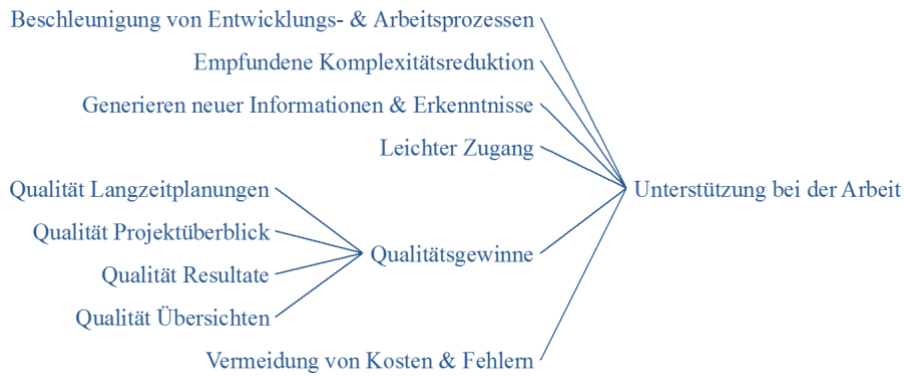 Beschleunigung von Entwicklungs- & Arbeitsprozessen
Empfundene Komplexitätsreduktion
Generieren neuer Informationen & Erkenntnisse
Leichter Zugang
Qualität Langzeitplanungen
Unterstützung bei der Arbeit
Qualität Projektüberblick
Qualitätsgewinne
Qualität Resultate
Qualität Übersichten
Vermeidung von Kosten & Fehlern